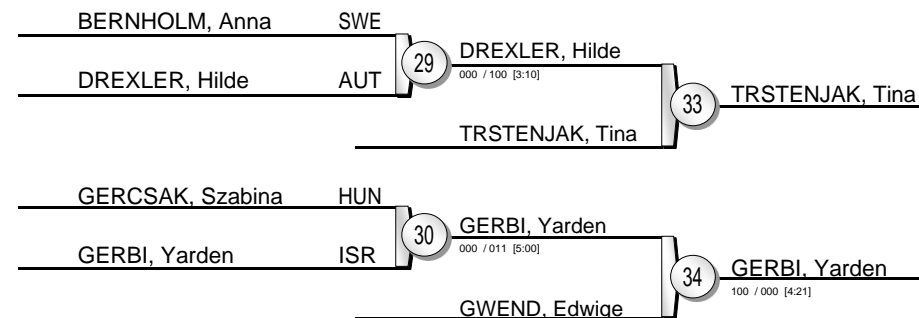 BERNHOLM, Anna SWE
29
DREXLER, Hilde
000 / 100 [3:10]
DREXLER, Hilde AUT
33
TRSTENJAK, Tina
TRSTENJAK, Tina
GERCSAK, Szabina HUN
30
GERBI, Yarden
000 / 011 [5:00]
GERBI, Yarden ISR
34
GERBI, Yarden
100 / 000 [4:21]
GWEND, Edwige